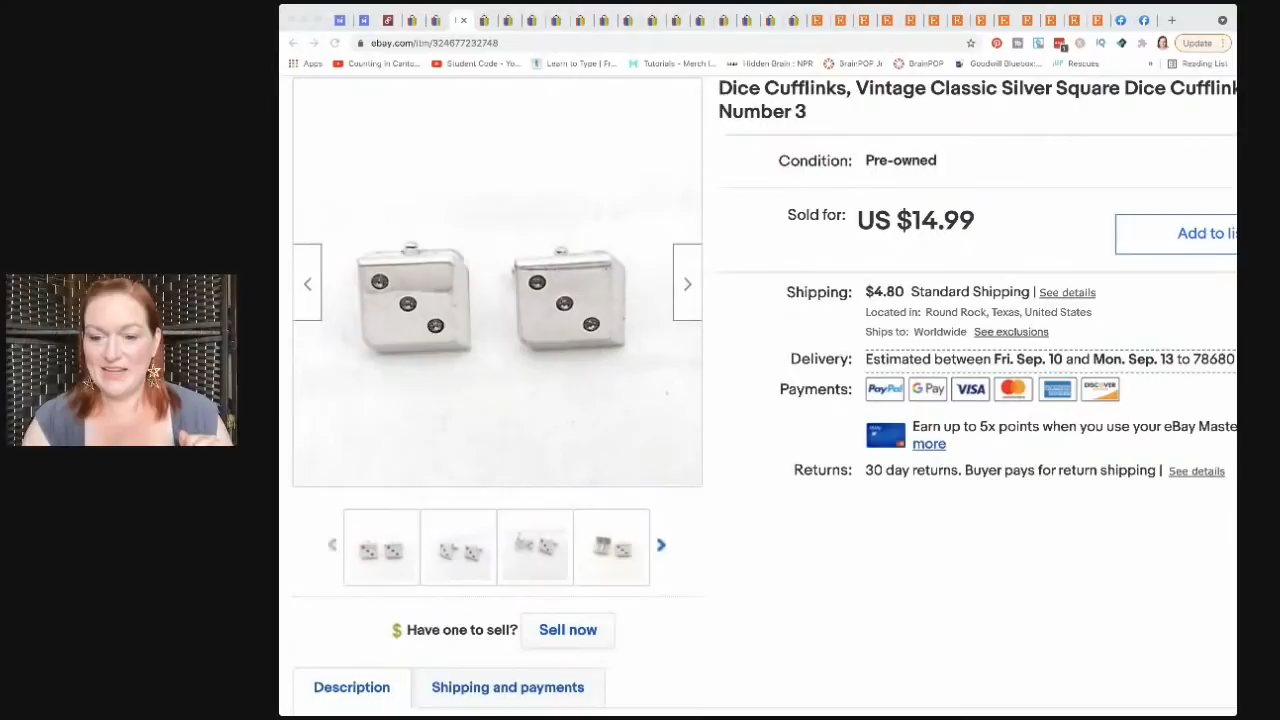 Update
ebay.com/itm/324677232748
Apps
Counting in Canto...
Student Code - Yo...
Learn to Type | Fr...
Tutorials - Merch I...
Hidden Brain : NPR
BrainPOP Jr
BrainPOP
Goodwill Bluebox:...
Rescues
»
Reading List
Dice Cufflinks, Vintage Classic Silver Square Dice Cufflink
Number 3
Condition: Pre-owned
Sold for: US $14.99
Add to li
Shipping: $4.80 Standard Shipping | See details
Located in: Round Rock, Texas, United States
Ships to: Worldwide See exclusions
Delivery: Estimated between Fri. Sep. 10 and Mon. Sep. 13 to 78680
Payments: PayPal G Pay VISA DISCOVER
Earn up to 5x points when you use your eBay Maste
more
Returns: 30 day returns. Buyer pays for return shipping | See details
Have one to sell? Sell now
Description
Shipping and payments